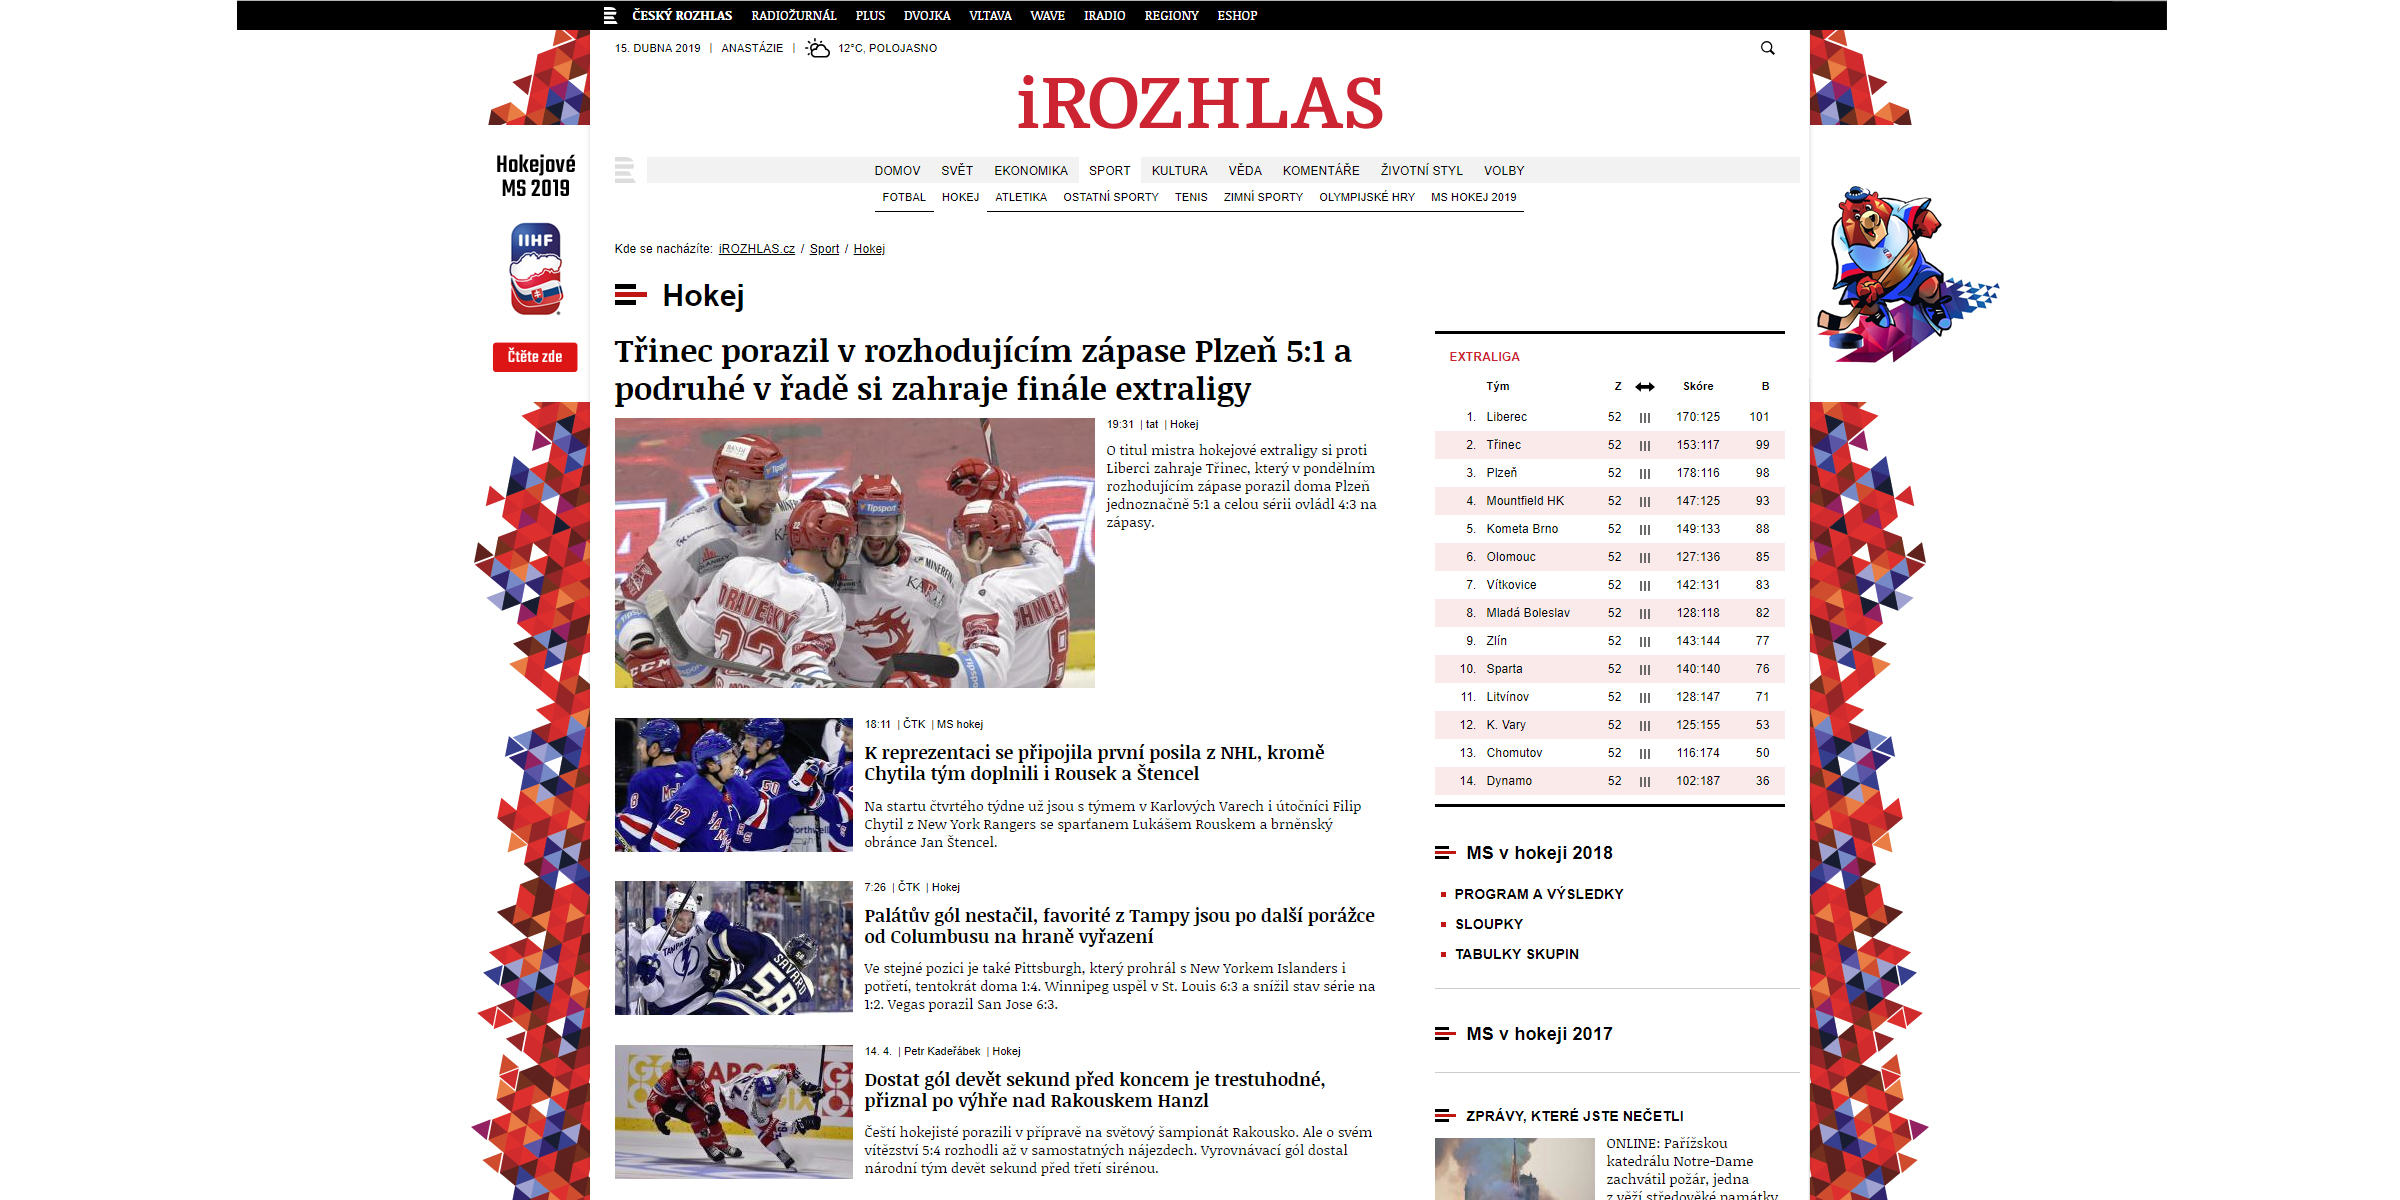 ČESKÝ ROZHLAS RADIOŽURNÁL PLUS DVOJKA VLTAVA WAVE IRADIO REGIONY ESHOP
15. DUBNA 2019 | ANASTÁZIE | 12°C, POLOJASNO
iROZHLAS
DOMOV SVĚT EKONOMIKA SPORT KULTURA VĚDA KOMENTÁŘE ŽIVOTNÍ STYL VOLBY
FOTBAL HOKEJ ATLETIKA OSTATNÍ SPORTY TENIS ZIMNÍ SPORTY OLYMPIJSKÉ HRY MS HOKEJ 2019
Hokejové
MS 2019
IIHF
Čtěte zde
Kde se nacházíte: iROZHLAS.cz / Sport / Hokej
Hokej
Třinec porazil v rozhodujícím zápase Plzeň 5:1 a
podruhé v řadě si zahraje finále extraligy
19:31 | tat | Hokej
O titul mistra hokejové extraligy si proti
Liberci zahraje Třinec, který v pondělním
rozhodujícím zápase porazil doma Plzeň
jednoznačně 5:1 a celou sérii ovládl 4:3 na
zápasy.
Tipsport
Tipsport
MINERFIN
DRAVECKÝ
22
CCM
18:11 | ČTK | MS hokej
K reprezentaci se připojila první posila z NHL, kromě
Chytila tým doplnili i Rousek a Štencel
Na startu čtvrtého týdne už jsou s týmem v Karlových Varech i útočníci Filip
Chytil z New York Rangers se sparťanem Lukášem Rouskem a brněnský
obránce Jan Štencel.
8
72
50
7:26 | ČTK | Hokej
Palátův gól nestačil, favorité z Tampy jsou po další porážce
od Columbusu na hraně vyřazení
Ve stejné pozici je také Pittsburgh, který prohrál s New Yorkem Islanders i
potřetí, tentokrát doma 1:4. Winnipeg uspěl v St. Louis 6:3 a snížil stav série na
1:2. Vegas porazil San Jose 6:3.
TAMPA BAY
SAVARD
58
14. 4. | Petr Kadeřábek | Hokej
Dostat gól devět sekund před koncem je trestuhodné,
přiznal po výhře nad Rakouskem Hanzl
Čeští hokejisté porazili v přípravě na světový šampionát Rakousko. Ale o svém
vítězství 5:4 rozhodli až v samostatných nájezdech. Vyrovnávací gól dostal
národní tým devět sekund před třetí sirénou.
EXTRALIGA
Tým Z Skóre B
1. Liberec 52 170:125 101
2. Třinec 52 153:117 99
3. Plzeň 52 178:116 98
4. Mountfield HK 52 147:125 93
5. Kometa Brno 52 149:133 88
6. Olomouc 52 127:136 85
7. Vítkovice 52 142:131 83
8. Mladá Boleslav 52 128:118 82
9. Zlín 52 143:144 77
10. Sparta 52 140:140 76
11. Litvínov 52 128:147 71
12. K. Vary 52 125:155 53
13. Chomutov 52 116:174 50
14. Dynamo 52 102:187 36
MS v hokeji 2018
PROGRAM A VÝSLEDKY
SLOUPKY
TABULKY SKUPIN
MS v hokeji 2017
ZPRÁVY, KTERÉ JSTE NEČETLI
ONLINE: Pařížskou
katedrálu Notre-Dame
zachvátil požár, jedna
z věží středověké památky